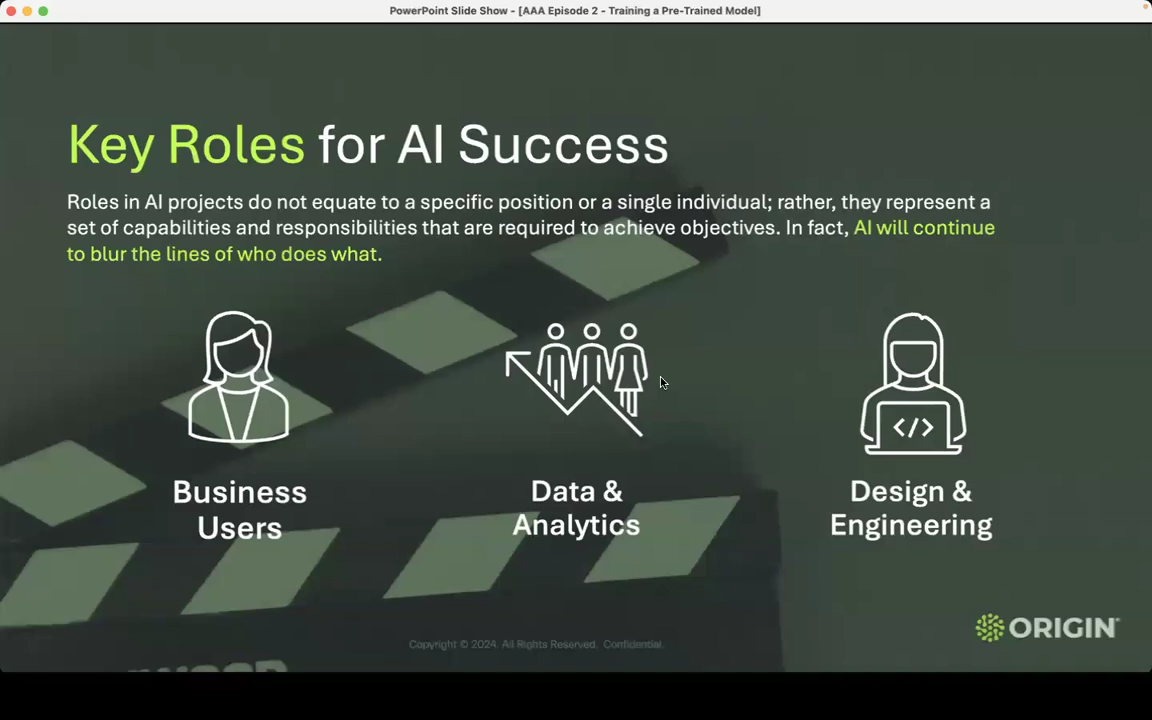 PowerPoint Slide Show - [AAA Episode 2 - Training a Pre-Trained Model]
Key Roles for AI Success
Roles in AI projects do not equate to a specific position or a single individual; rather, they represent a
set of capabilities and responsibilities that are required to achieve objectives. In fact, AI will continue
to blur the lines of who does what.
</>
Business
Users
Data &
Analytics
Design &
Engineering
ORIGIN
Copyright © 2024. All Rights Reserved. Confidential.